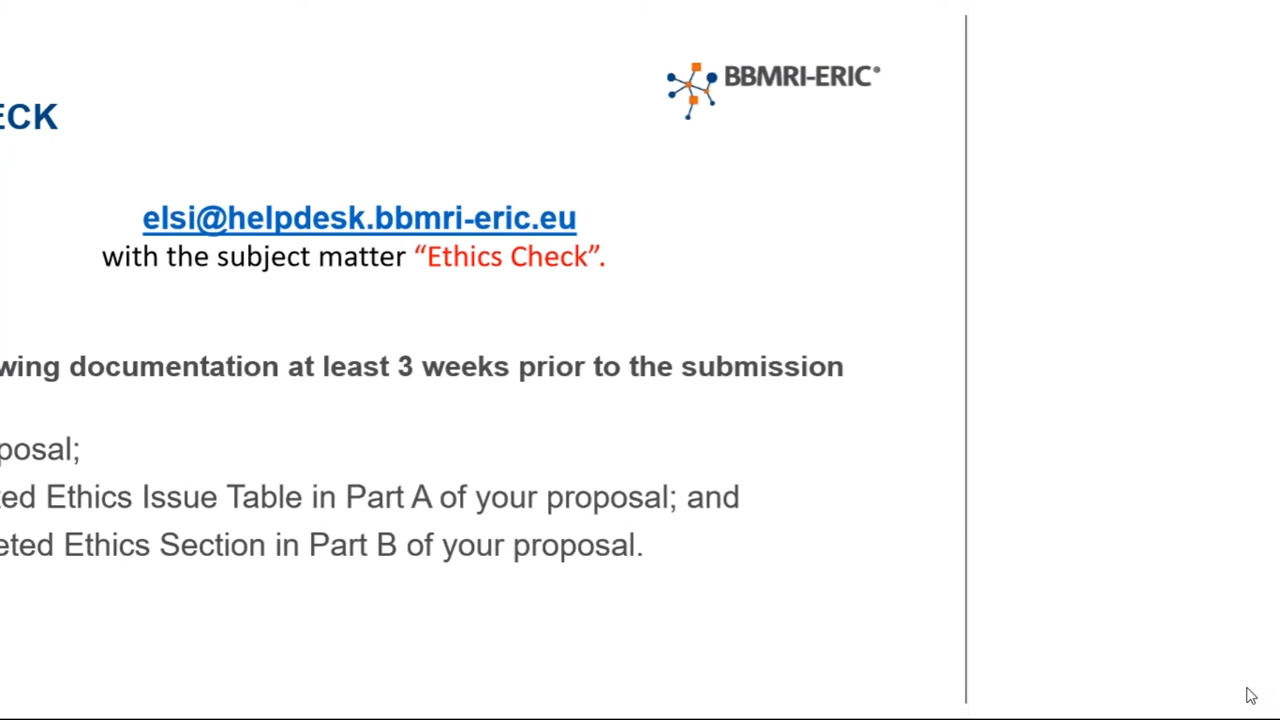 BBMRI-ERIC®
ECK
elsi@helpdesk.bbmri-eric.eu
with the subject matter “Ethics Check”.
wing documentation at least 3 weeks prior to the submission
posal;
ted Ethics Issue Table in Part A of your proposal; and
eted Ethics Section in Part B of your proposal.